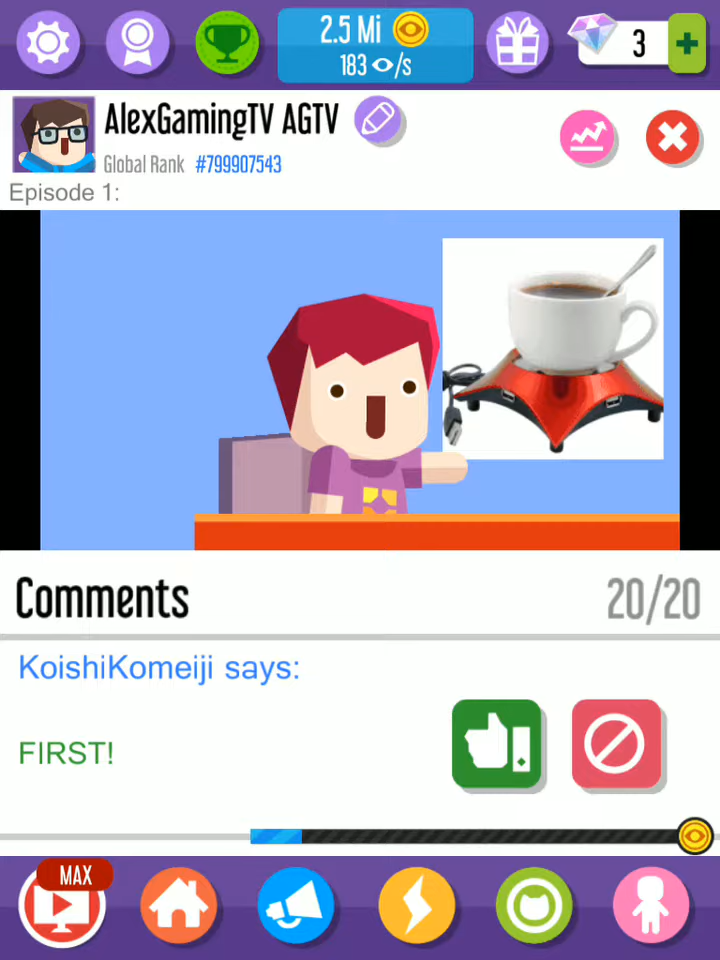 2.5 Mi
183 /s
3
AlexGamingTV AGTV
Global Rank #799907543
Episode 1:
Comments 20/20
KoishiKomeiji says:
FIRST!
MAX